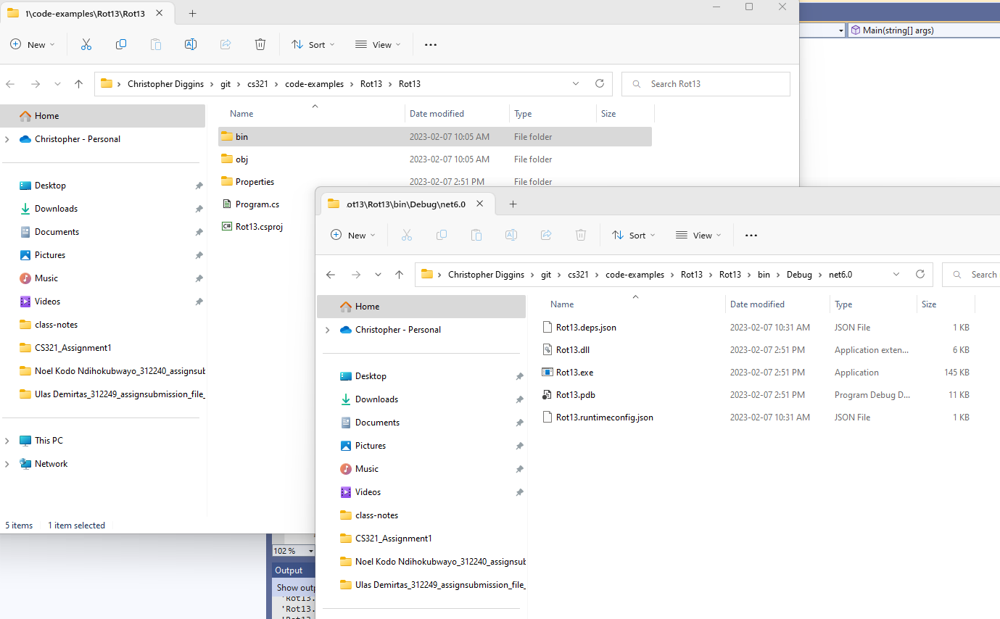 1\code-examples\Rot13\Rot13
Main(string[] args)
New
Sort
View
Christopher Diggins > git > cs321 > code-examples > Rot13 > Rot13
Search Rot13
Home
Christopher - Personal
Desktop
Downloads
Documents
Pictures
Music
Videos
class-notes
CS321_Assignment1
Noel Kodo Ndihokubwayo_312240_assignsub
Ulas Demirtas_312249_assignsubmission_file_
This PC
Network
5 items 1 item selected
Name Date modified Type Size
bin 2023-02-07 10:05 AM File folder
obj 2023-02-07 10:05 AM File folder
Properties 2023-02-07 2:51 PM File folder
Program.cs
C# Rot13.csproj
ot13\Rot13\bin\Debug\net6.0
New
Sort
View
Christopher Diggins > git > cs321 > code-examples > Rot13 > Rot13 > bin > Debug > net6.0
Search
Home
Christopher - Personal
Desktop
Downloads
Documents
Pictures
Music
Videos
class-notes
CS321_Assignment1
Noel Kodo Ndihokubwayo_312240_assignsub
Ulas Demirtas_312249_assignsubmission_file_
Name Date modified Type Size
Rot13.deps.json 2023-02-07 10:31 AM JSON File 1 KB
Rot13.dll 2023-02-07 2:51 PM Application exten... 6 KB
Rot13.exe 2023-02-07 2:51 PM Application 145 KB
Rot13.pdb 2023-02-07 2:51 PM Program Debug D... 11 KB
Rot13.runtimeconfig.json 2023-02-07 10:31 AM JSON File 1 KB
102 %
Output
Show outp
'Rot13.
'Rot13.